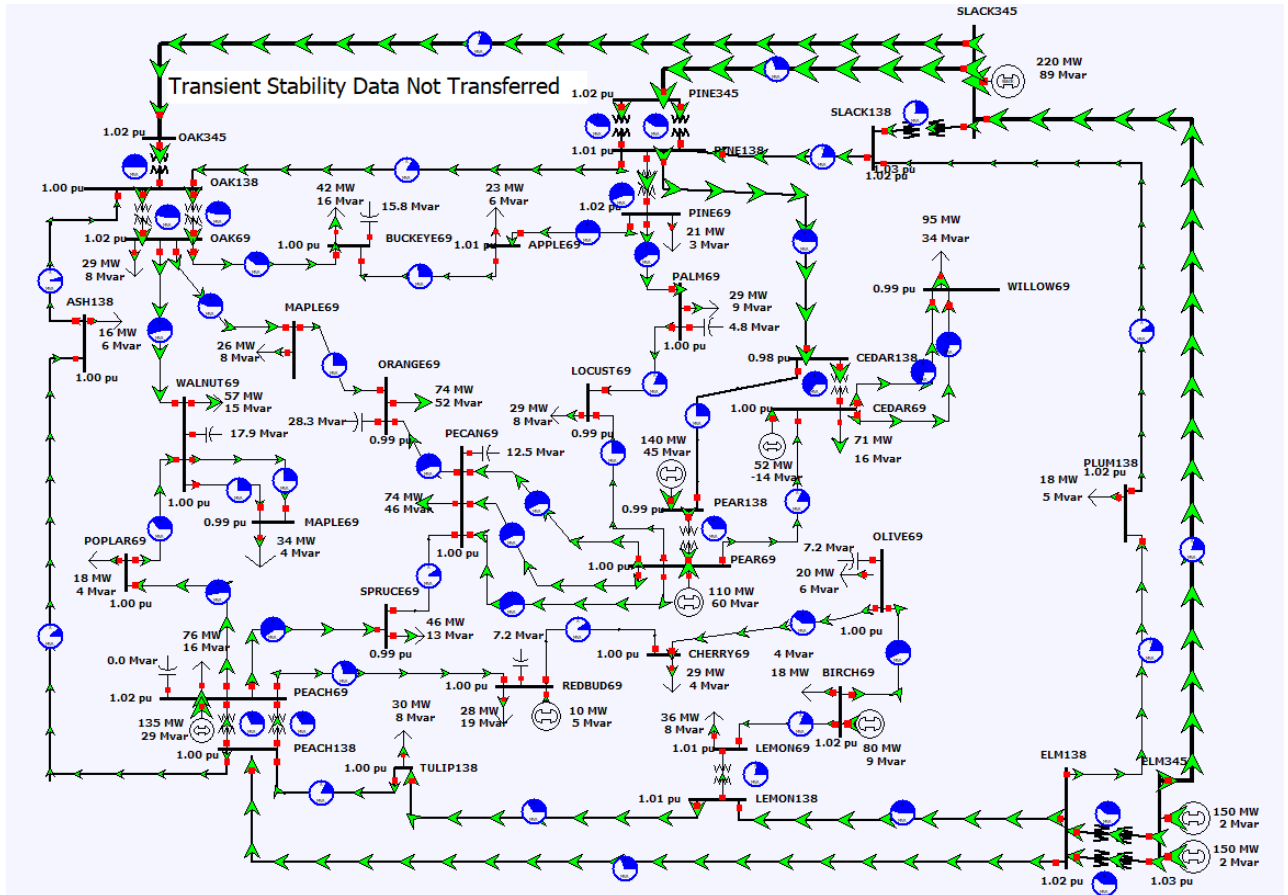 SLACK345
220 MW
89 Mvar
Transient Stability Data Not Transferred
1.02 pu
PINE345
SLACK138
1.02 pu
OAK345
1.01 pu
PINE138
1.03 pu
1.02 pu
1.00 pu
OAK138
42 MW
16 Mvar
15.8 Mvar
23 MW
6 Mvar
1.02 pu
PINE69
21 MW
3 Mvar
95 MW
34 Mvar
1.02 pu
OAK69
1.00 pu
BUCKEYE69
1.01 pu
APPLE69
29 MW
8 Mvar
PALM69
29 MW
9 Mvar
4.8 Mvar
1.00 pu
0.99 pu
WILLOW69
ASH138
16 MW
6 Mvar
1.00 pu
MAPLE69
26 MW
8 Mvar
ORANGE69
74 MW
52 Mvar
28.3 Mvar
0.99 pu
LOCUST69
29 MW
8 Mvar
0.99 pu
0.98 pu
CEDAR138
1.00 pu
CEDAR69
71 MW
16 Mvar
52 MW
-14 Mvar
WALNUT69
57 MW
15 Mvar
17.9 Mvar
1.00 pu
PECAN69
12.5 Mvar
74 MW
46 Mvar
1.00 pu
140 MW
45 Mvar
PEAR138
0.99 pu
PLUM138
1.02 pu
18 MW
5 Mvar
0.99 pu
MAPLE69
34 MW
4 Mvar
POPLAR69
18 MW
4 Mvar
1.00 pu
1.00 pu
PEAR69
110 MW
60 Mvar
OLIVE69
7.2 Mvar
20 MW
6 Mvar
1.00 pu
SPRUCE69
46 MW
13 Mvar
0.99 pu
7.2 Mvar
1.00 pu
CHERRY69
29 MW
4 Mvar
4 Mvar
18 MW
BIRCH69
1.02 pu
80 MW
9 Mvar
76 MW
16 Mvar
0.0 Mvar
1.02 pu
PEACH69
135 MW
29 Mvar
1.00 pu
REDBUD69
28 MW
19 Mvar
10 MW
5 Mvar
36 MW
8 Mvar
1.01 pu
LEMON69
1.00 pu
PEACH138
30 MW
8 Mvar
1.00 pu
TULIP138
1.01 pu
LEMON138
ELM138
ELM345
150 MW
2 Mvar
150 MW
2 Mvar
1.02 pu
1.03 pu